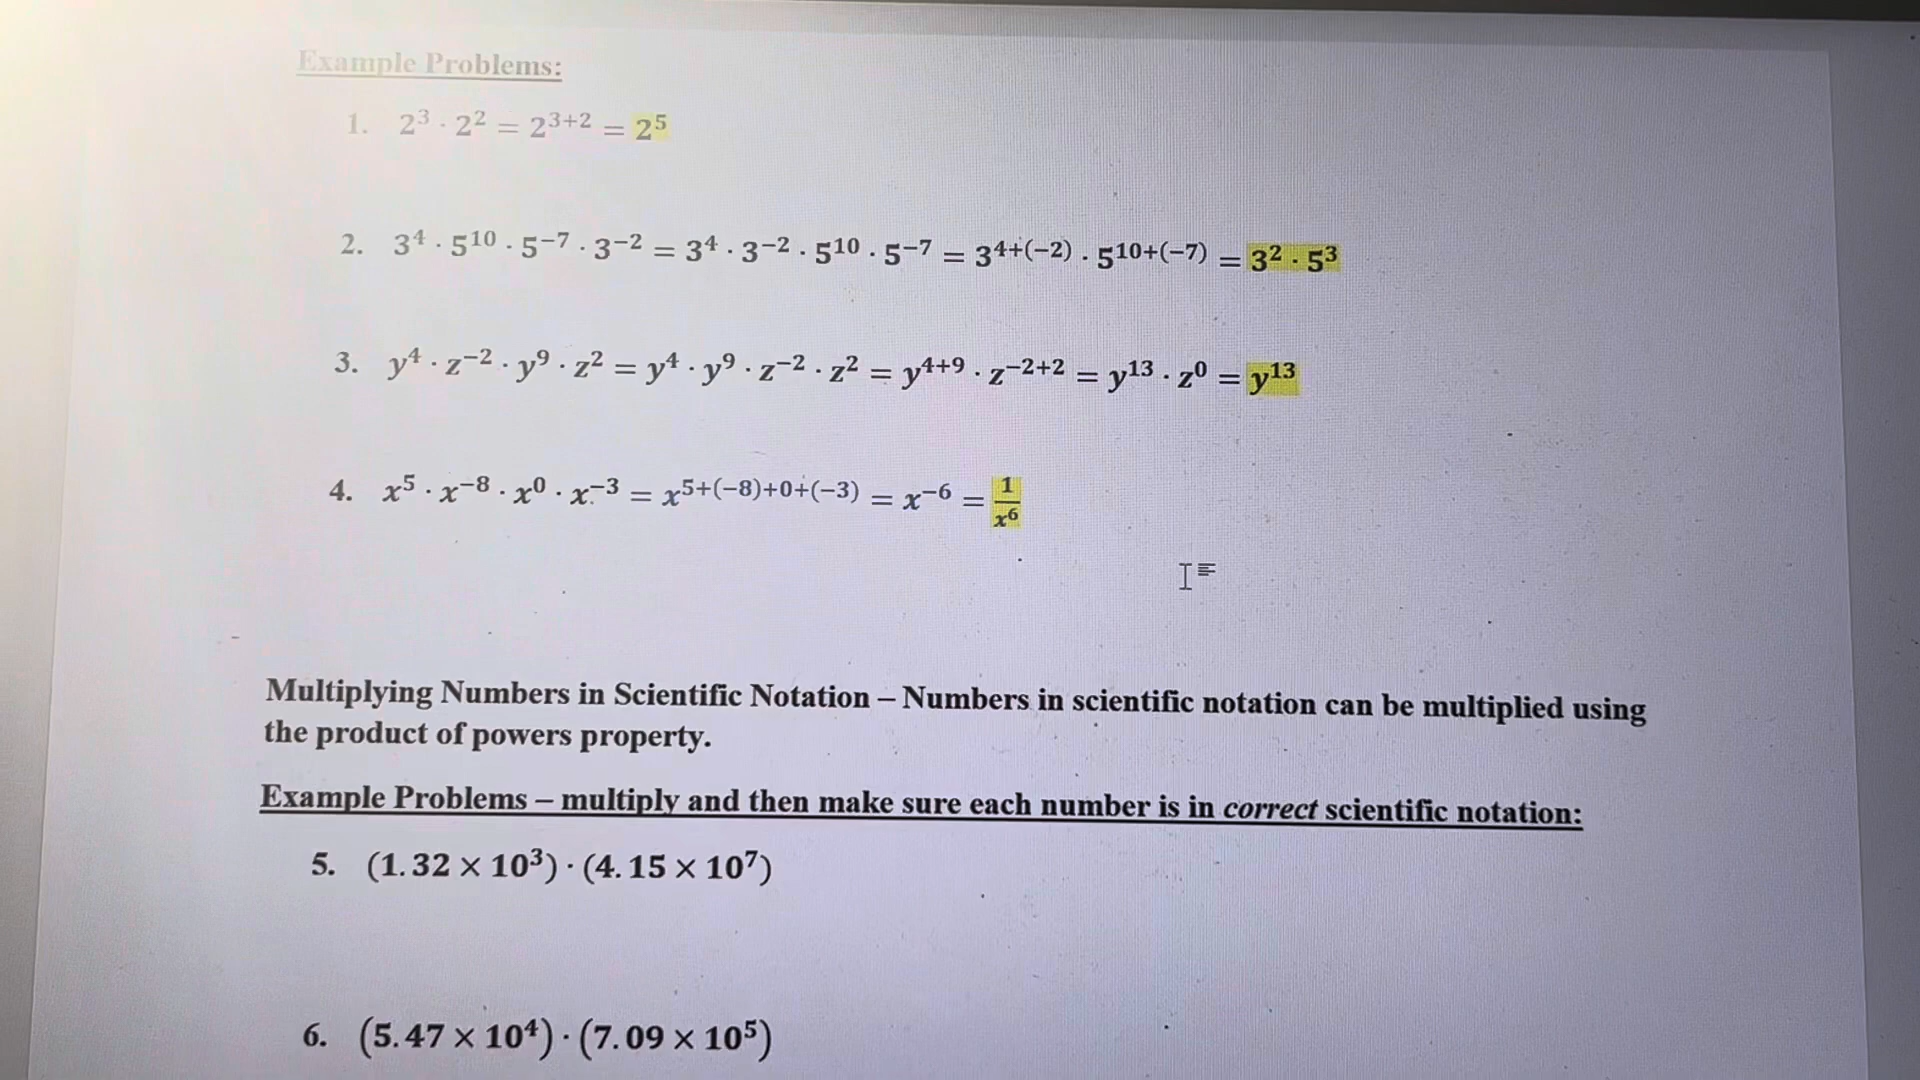 Example Problems:
1. 2³ · 2² = 2³⁺² = 2⁵
2. 3⁴ · 5¹⁰ · 5⁻⁷ · 3⁻² = 3⁴ · 3⁻² · 5¹⁰ · 5⁻⁷ = 3⁴⁺⁽⁻²⁾ · 5¹⁰⁺⁽⁻⁷⁾ = 3² · 5³
3. y⁴ · z⁻² · y⁹ · z² = y⁴ · y⁹ · z⁻² · z² = y⁴⁺⁹ · z⁻²⁺² = y¹³ · z⁰ = y¹³
4. x⁵ · x⁻⁸ · x⁰ · x⁻³ = x⁵⁺⁽⁻⁸⁾⁺⁰⁺⁽⁻³⁾ = x⁻⁶ = 1/x⁶
Multiplying Numbers in Scientific Notation – Numbers in scientific notation can be multiplied using
the product of powers property.
Example Problems – multiply and then make sure each number is in correct scientific notation:
5. (1.32 × 10³) · (4.15 × 10⁷)
6. (5.47 × 10⁴) · (7.09 × 10⁵)